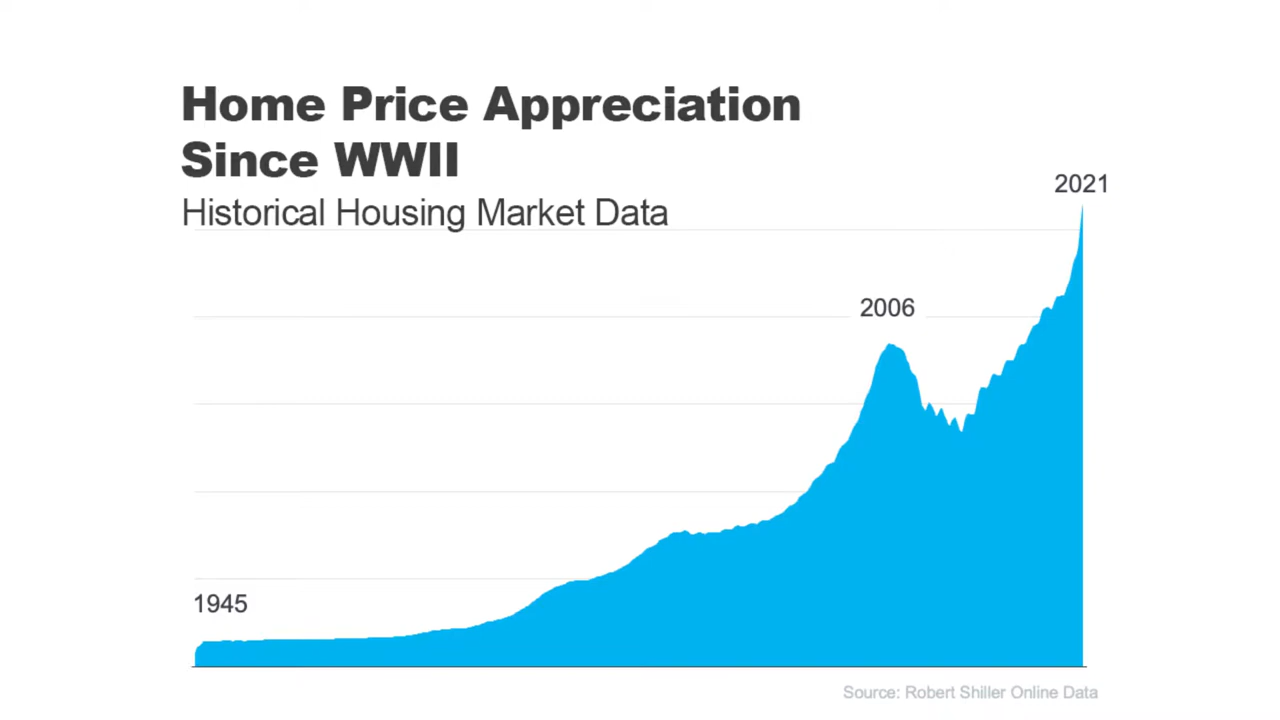 Home Price Appreciation
Since WWII
Historical Housing Market Data
2021
2006
1945
Source: Robert Shiller Online Data